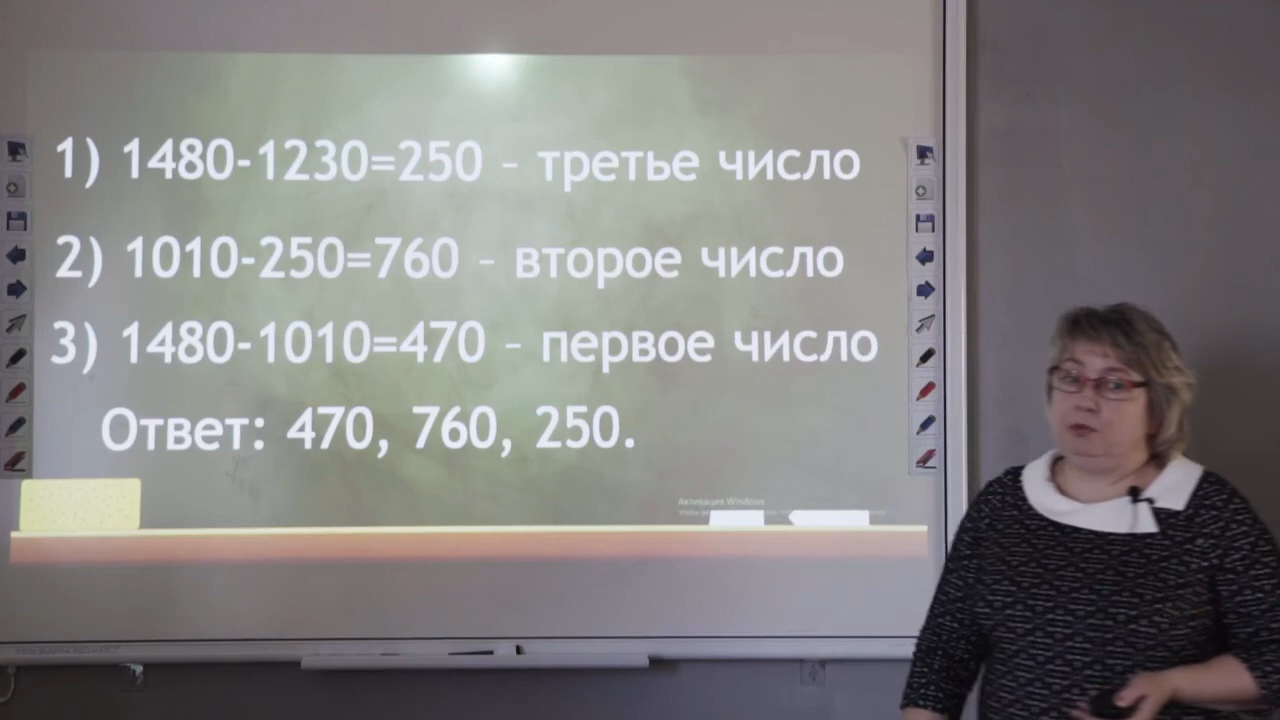 1) 1480-1230=250 – третье число
2) 1010-250=760 – второе число
3) 1480-1010=470 – первое число
Ответ: 470, 760, 250.
Активация Windows